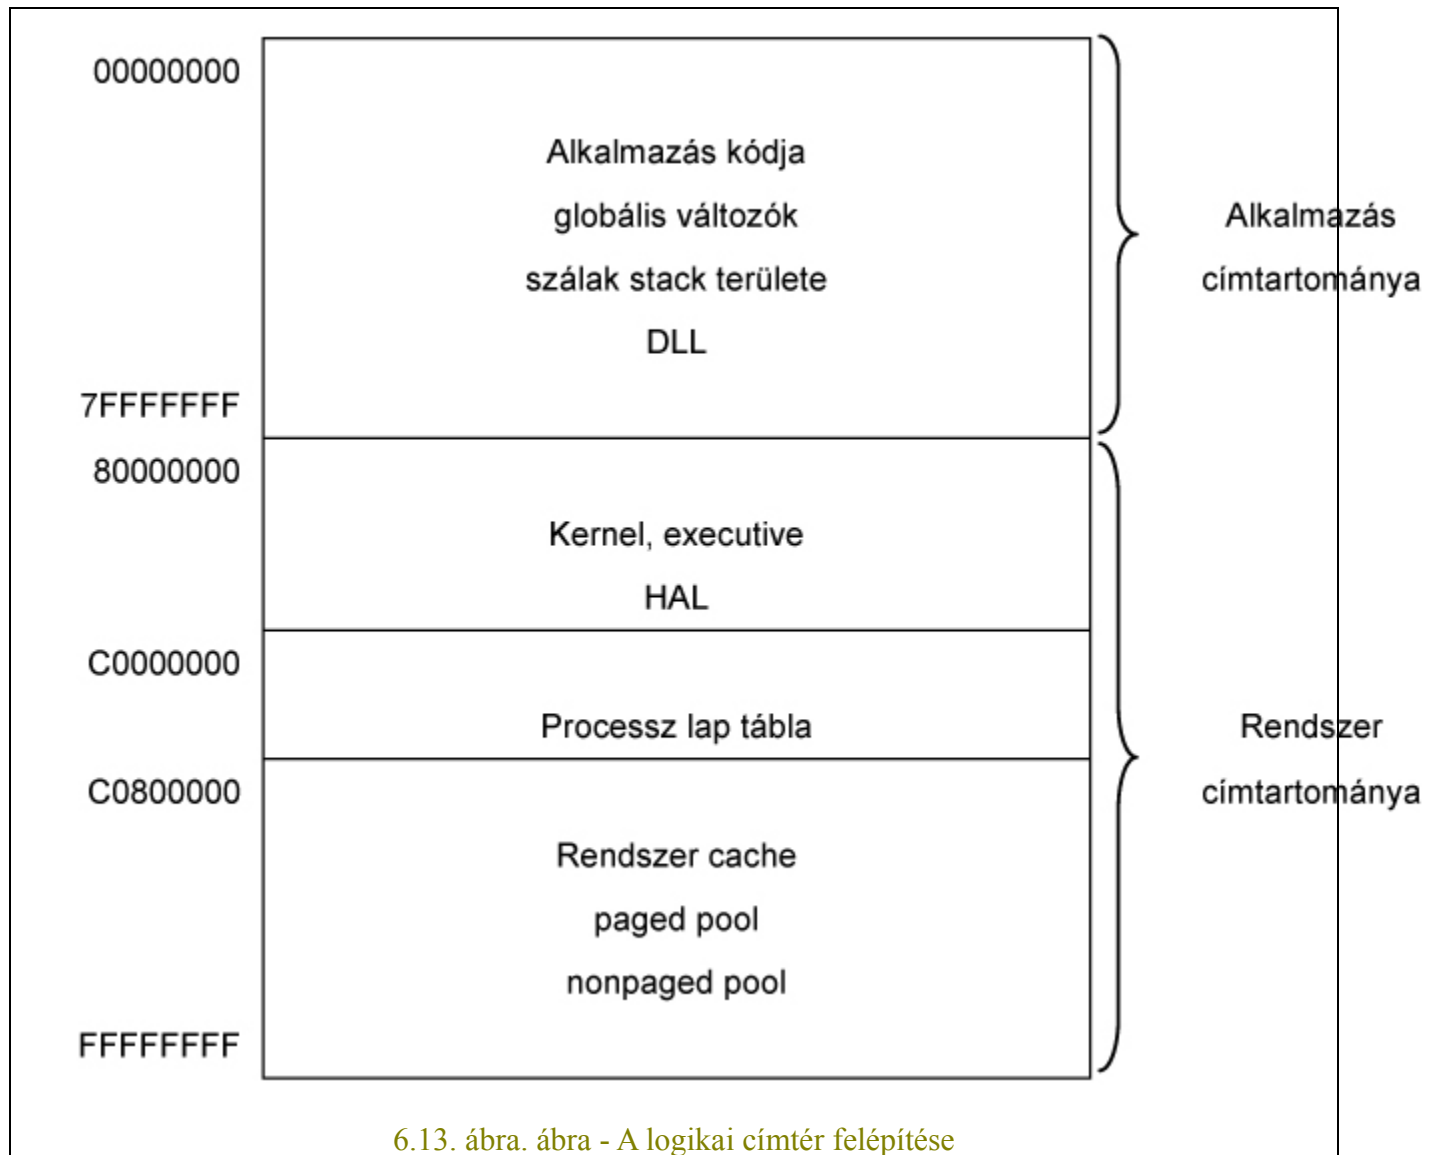 00000000
Alkalmazás kódja
globális változók
szálak stack területe
DLL
7FFFFFFF
Alkalmazás
címtartománya
80000000
Kernel, executive
HAL
C0000000
Processz lap tábla
C0800000
Rendszer cache
paged pool
nonpaged pool
FFFFFFFF
Rendszer
címtartománya
6.13. ábra. ábra - A logikai címtér felépítése